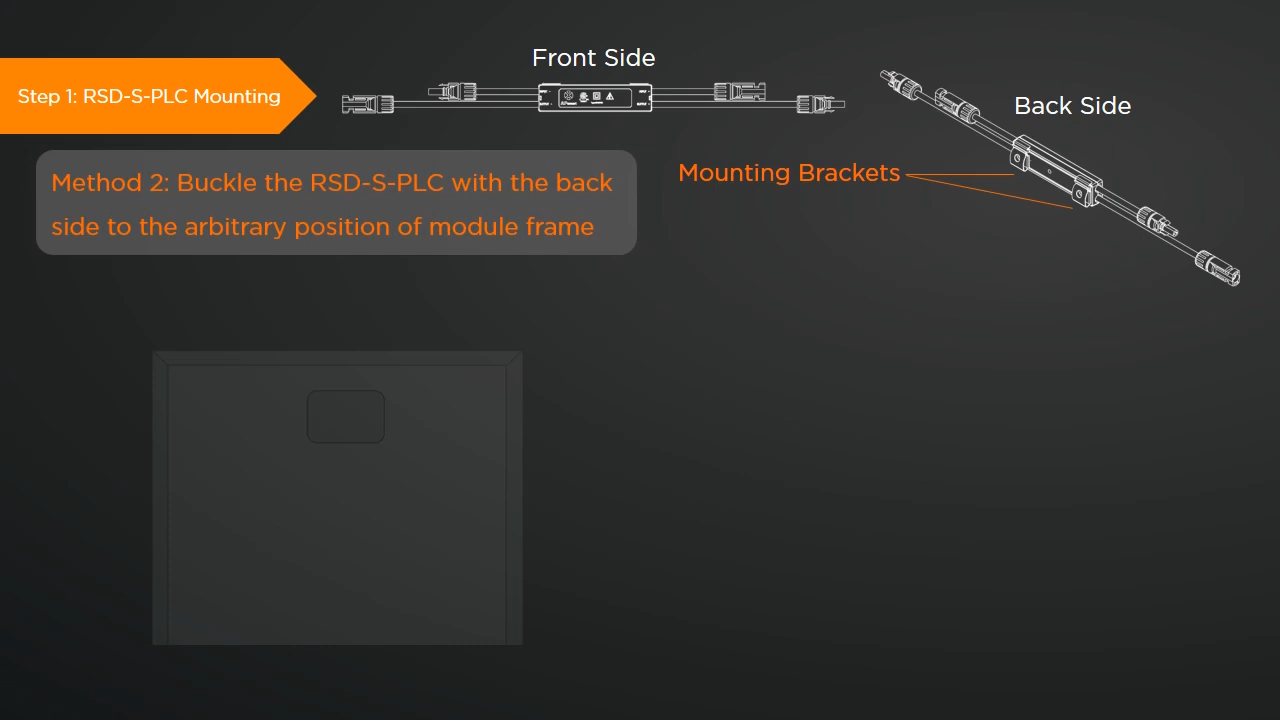 Front Side
Step 1: RSD-S-PLC Mounting
Back Side
Method 2: Buckle the RSD-S-PLC with the back
side to the arbitrary position of module frame
Mounting Brackets